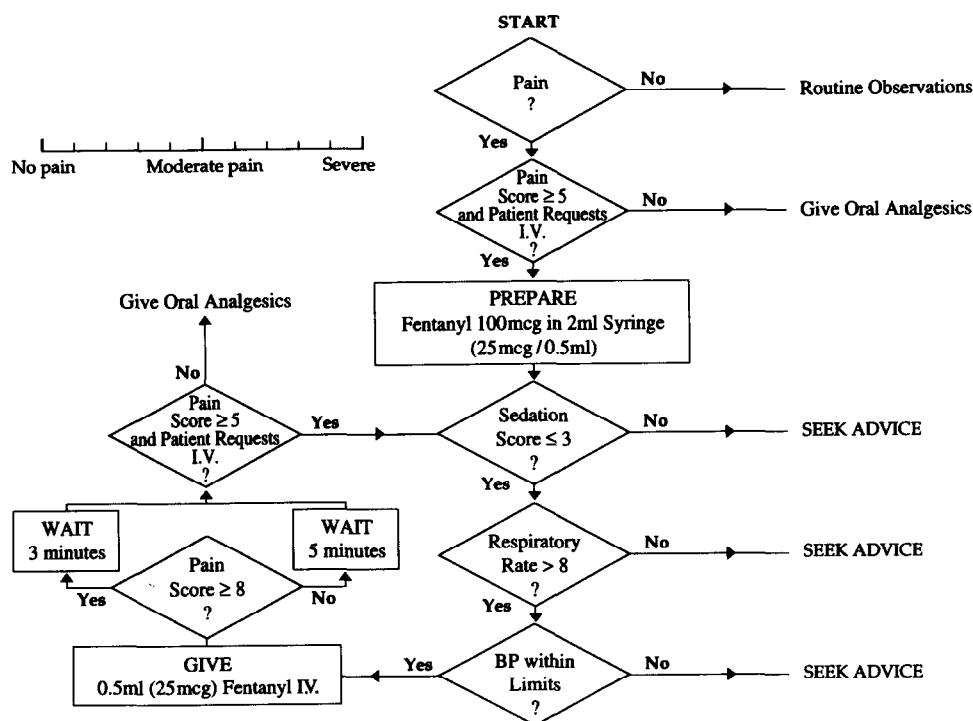 START
Pain
?
No
Routine Observations
Yes
No pain
Moderate pain
Severe
Pain
Score ≥ 5
and Patient Requests
I.V.
?
No
Give Oral Analgesics
Yes
PREPARE
Fentanyl 100mcg in 2ml Syringe
(25mcg / 0.5ml)
Give Oral Analgesics
No
Pain
Score ≥ 5
and Patient Requests
I.V.
?
Yes
Sedation
Score ≤ 3
?
No
SEEK ADVICE
Yes
WAIT
3 minutes
WAIT
5 minutes
Respiratory
Rate > 8
?
No
SEEK ADVICE
Yes
Pain
Score ≥ 8
?
Yes
No
GIVE
0.5ml (25mcg) Fentanyl IV.
Yes
BP within
Limits
?
No
SEEK ADVICE